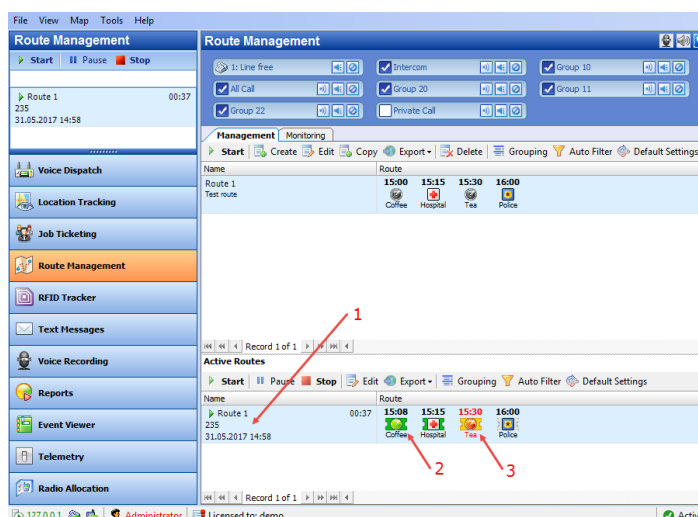 File View Map Tools Help
Route Management
Start Pause Stop
Route 1 00:37
235
31.05.2017 14:58
Voice Dispatch
Location Tracking
Job Ticketing
Route Management
RFID Tracker
Text Messages
Voice Recording
Reports
Event Viewer
Telemetry
Radio Allocation
Route Management
1: Line free Intercom Group 10
All Call Group 20 Group 11
Group 22 Private Call
Management Monitoring
Start Create Edit Copy Export Delete Grouping Auto Filter Default Settings
Name Route
Route 1 15:00 15:15 15:30 16:00
Test route Coffee Hospital Tea Police
1
Record 1 of 1
Active Routes
Start Pause Stop Edit Export Grouping Auto Filter Default Settings
Name Route
Route 1 00:37 15:08 15:15 15:30 16:00
235 Coffee Hospital Tea Police
31.05.2017 14:58
2 3
Record 1 of 1
127.0.0.1 Administrator Licensed to: demo